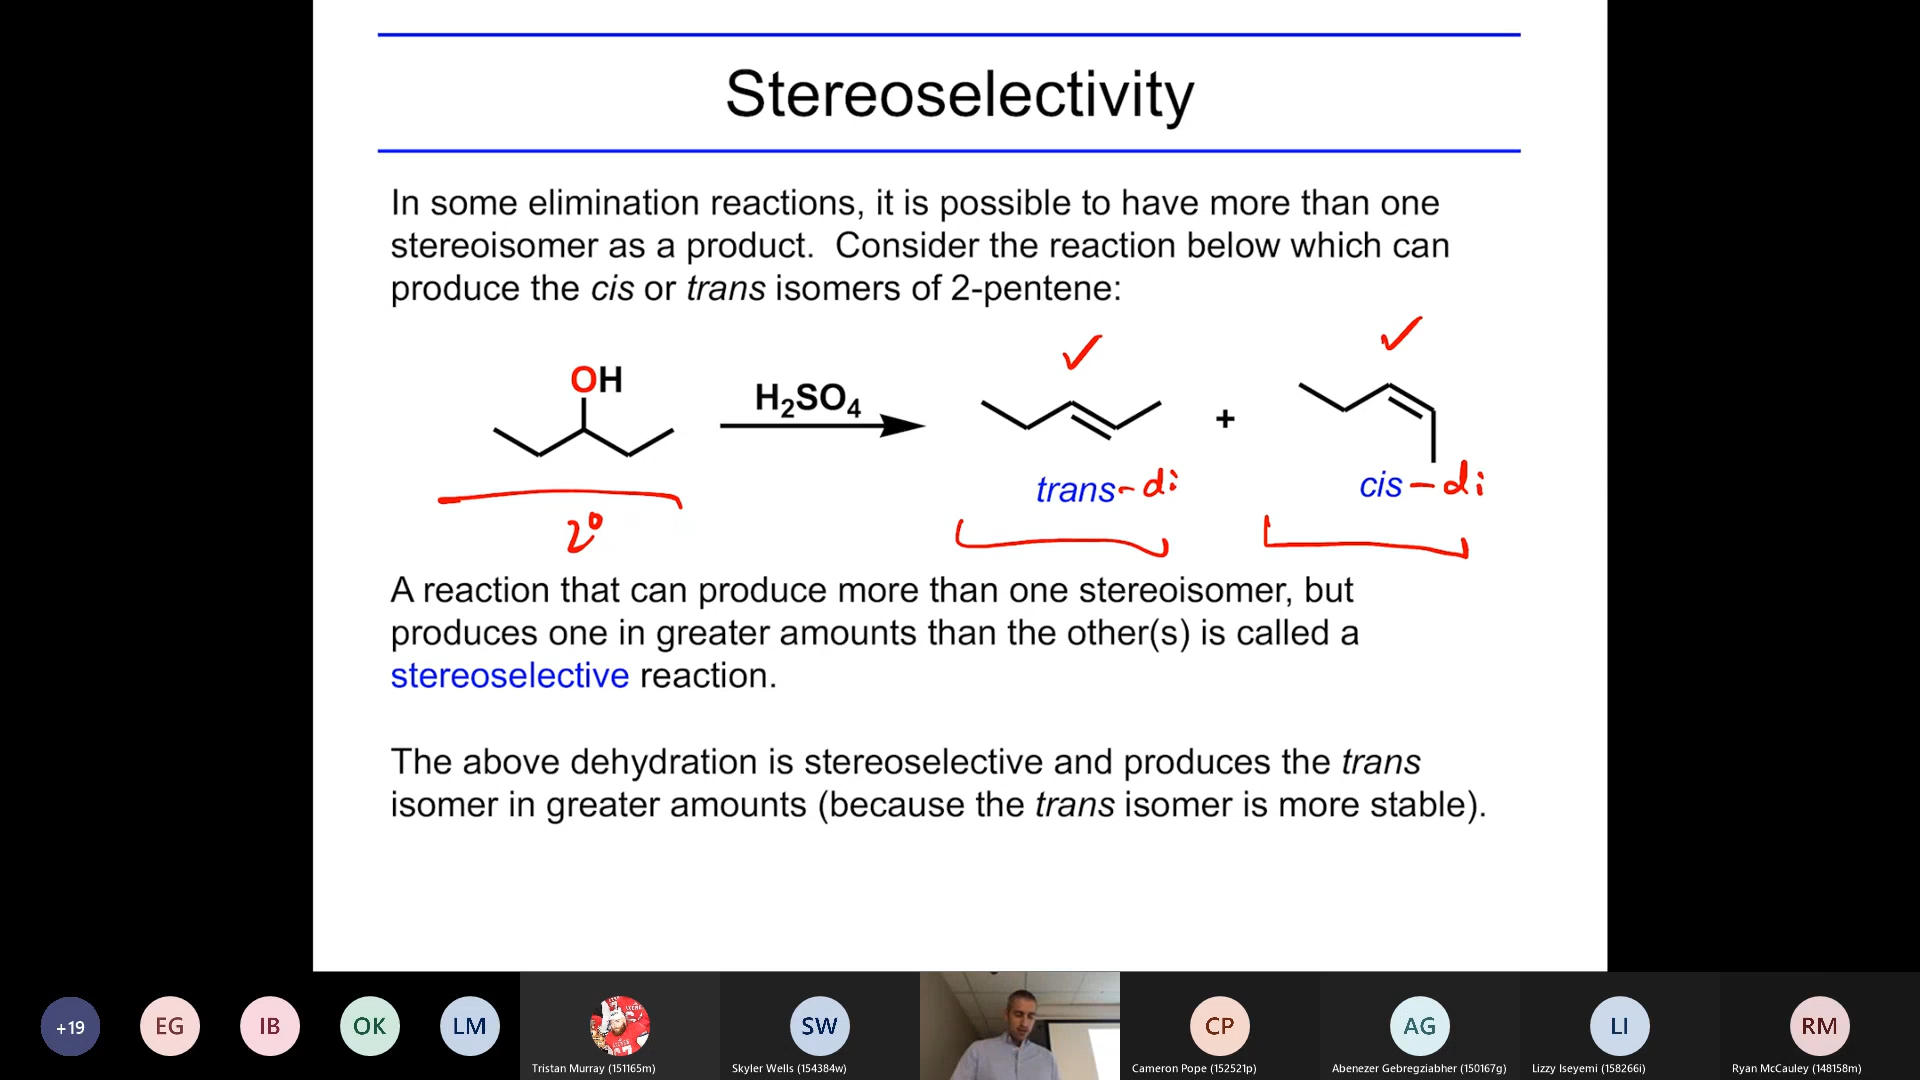 Stereoselectivity
In some elimination reactions, it is possible to have more than one
stereoisomer as a product.  Consider the reaction below which can
produce the cis or trans isomers of 2-pentene:
OH
H₂SO₄
+
trans-di
cis-di
2°
A reaction that can produce more than one stereoisomer, but
produces one in greater amounts than the other(s) is called a
stereoselective reaction.
The above dehydration is stereoselective and produces the trans
isomer in greater amounts (because the trans isomer is more stable).
+19
EG
IB
OK
LM
SW
CP
AG
LI
RM
Tristan Murray (151165m)
Skyler Wells (154384w)
Cameron Pope (152521p)
Abenezer Gebregziabher (150167g)
Lizzy Iseyemi (158266i)
Ryan McCauley (148158m)